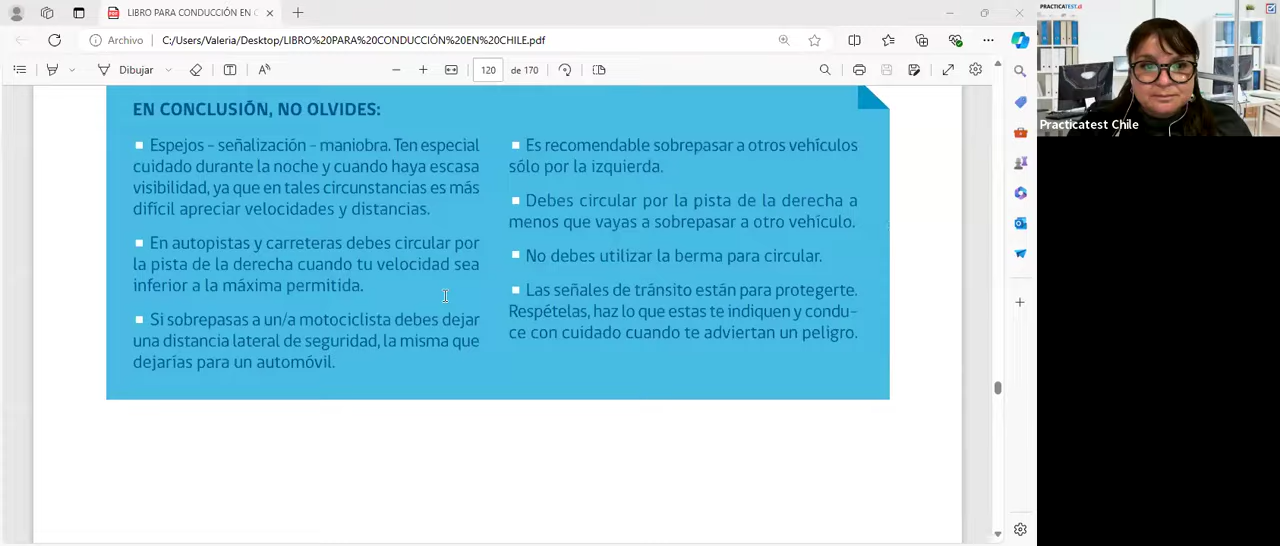 LIBRO PARA CONDUCCIÓN EN C
Archivo
C:/Users/Valeria/Desktop/LIBRO%20PARA%20CONDUCCIÓN%20EN%20CHILE.pdf
Dibujar
120
de 170
EN CONCLUSIÓN, NO OLVIDES:
Espejos - señalización - maniobra. Ten especial
cuidado durante la noche y cuando haya escasa
visibilidad, ya que en tales circunstancias es más
difícil apreciar velocidades y distancias.
En autopistas y carreteras debes circular por
la pista de la derecha cuando tu velocidad sea
inferior a la máxima permitida.
Si sobrepasas a un/a motociclista debes dejar
una distancia lateral de seguridad, la misma que
dejarías para un automóvil.
Es recomendable sobrepasar a otros vehículos
sólo por la izquierda.
Debes circular por la pista de la derecha a
menos que vayas a sobrepasar a otro vehículo.
No debes utilizar la berma para circular.
Las señales de tránsito están para protegerte.
Respételas, haz lo que estas te indiquen y condu-
ce con cuidado cuando te adviertan un peligro.
PRACTICATEST.cl
Practicatest Chile